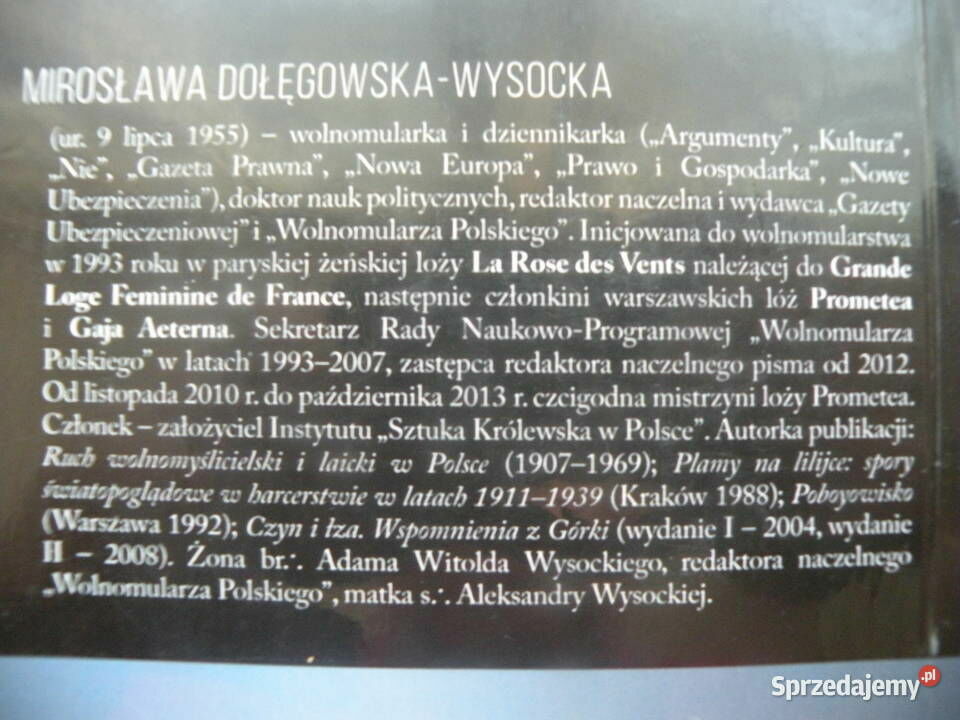 MIROSŁAWA DOŁĘGOWSKA-WYSOCKA
(ur. 9 lipca 1955) – wolnomularka i dziennikarka („Argumenty”, „Kultura”,
„Nie”, „Gazeta Prawna”, „Nowa Europa”, „Prawo i Gospodarka”, „Nowe
Ubezpieczenia”), doktor nauk politycznych, redaktor naczelna i wydawca „Gazety
Ubezpieczeniowej” i „Wolnomularza Polskiego”. Inicjowana do wolnomularstwa
w 1993 roku w paryskiej żeńskiej loży La Rose des Vents należącej do Grande
Loge Feminine de France, następnie członkini warszawskich lóż Prometea
i Gaja Aeterna. Sekretarz Rady Naukowo-Programowej „Wolnomularza
Polskiego” w latach 1993–2007, zastępca redaktora naczelnego pisma od 2012.
Od listopada 2010 r. do października 2013 r. czcigodna mistrzyni loży Prometea.
Członek – założyciel Instytutu „Sztuka Królewska w Polsce”. Autorka publikacji:
Ruch wolnomyślicielski i laicki w Polsce (1907–1969); Plamy na lilijce: spory
światopoglądowe w harcerstwie w latach 1911–1939 (Kraków 1988); Poboyowisko
(Warszawa 1992); Czyn i łza. Wspomnienia z Górki (wydanie I – 2004, wydanie
II – 2008). Żona br∴ Adama Witolda Wysockiego, redaktora naczelnego
„Wolnomularza Polskiego”, matka s∴ Aleksandry Wysockiej.
Sprzedajemy.pl